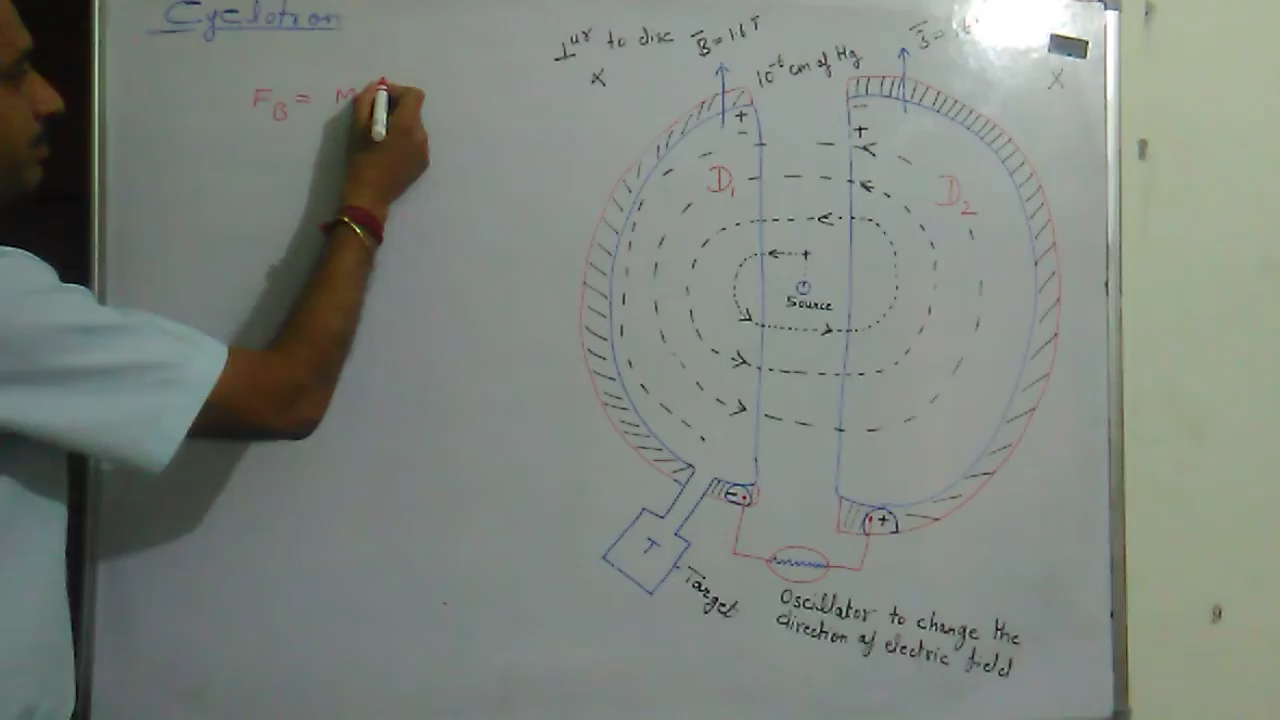 Cyclotron
F_B = M
⊥ur to disc B̄ = 1.6 T
X
10⁻⁶ cm of Hg
X
+ -
- +
D₁
D₂
+
Source
-
+
T
Target
Oscillator to change the
direction of electric field